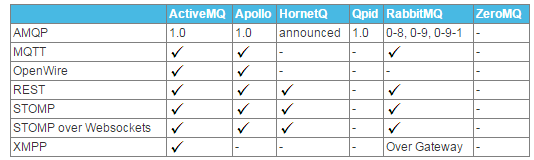 ActiveMQ Apollo HornetQ Qpid RabbitMQ ZeroMQ
AMQP 1.0 1.0 announced 1.0 0-8, 0-9, 0-9-1 -
MQTT ✓ ✓ - - ✓ -
OpenWire ✓ ✓ - - - -
REST ✓ ✓ ✓ - ✓ -
STOMP ✓ ✓ ✓ - ✓ -
STOMP over Websockets ✓ ✓ ✓ - ✓ -
XMPP ✓ - - - Over Gateway -